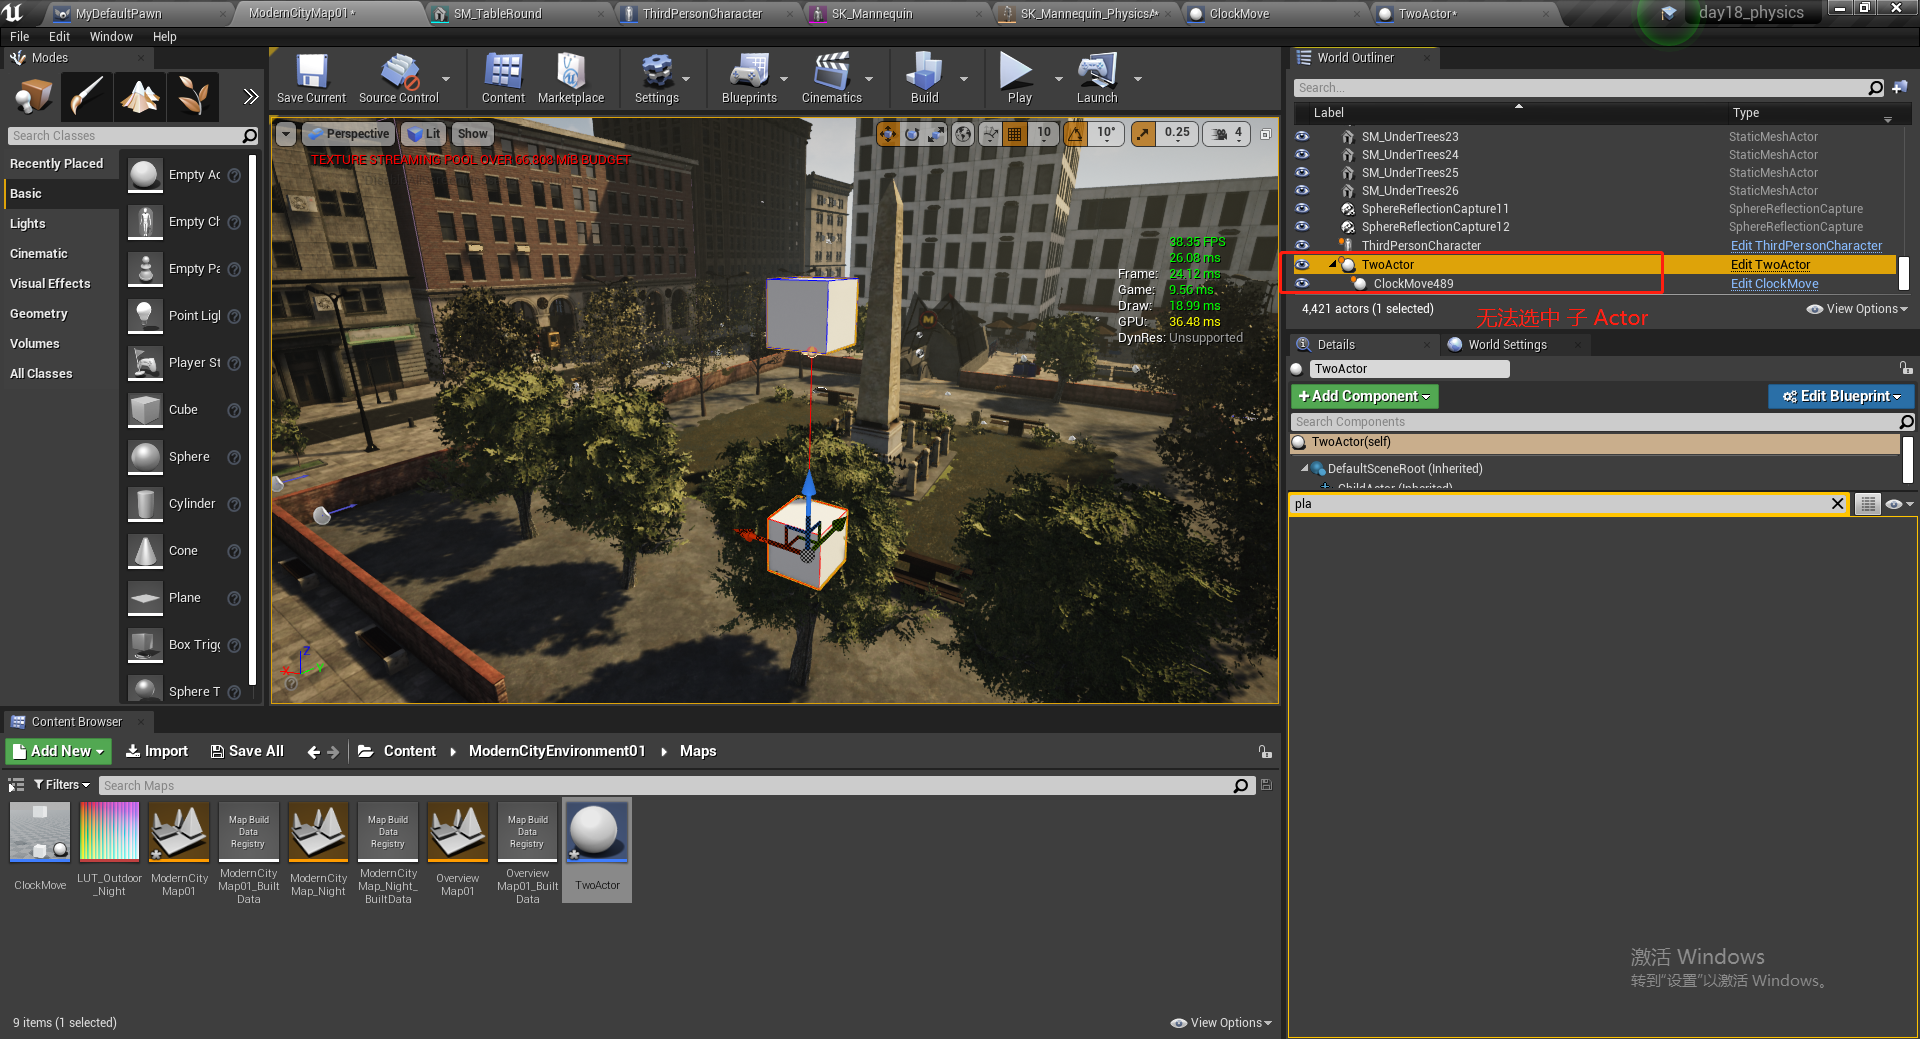 MyDefaultPawn
ModernCityMap01*
SM_TableRound
ThirdPersonCharacter
SK_Mannequin
SK_Mannequin_PhysicsA*
ClockMove
TwoActor*
day18_physics
File Edit Window Help
Modes
Search Classes
Recently Placed
Basic
Lights
Cinematic
Visual Effects
Geometry
Volumes
All Classes
Empty Ac
Empty Ch
Empty Pa
Point Ligh
Player St
Cube
Sphere
Cylinder
Cone
Plane
Box Trigg
Sphere T
Save Current
Source Control
Content
Marketplace
Settings
Blueprints
Cinematics
Build
Play
Launch
Perspective
Lit
Show
10
10°
0.25
4
TEXTURE STREAMING POOL OVER 66.808 MiB BUDGET
38.35 FPS
26.08 ms
Frame: 24.12 ms
Game: 9.56 ms
Draw: 18.99 ms
GPU: 36.48 ms
DynRes: Unsupported
World Outliner
Search...
Label Type
SM_UnderTrees23 StaticMeshActor
SM_UnderTrees24 StaticMeshActor
SM_UnderTrees25 StaticMeshActor
SM_UnderTrees26 StaticMeshActor
SphereReflectionCapture11 SphereReflectionCapture
SphereReflectionCapture12 SphereReflectionCapture
ThirdPersonCharacter Edit ThirdPersonCharacter
TwoActor Edit TwoActor
ClockMove489 Edit ClockMove
4,421 actors (1 selected)
View Options
无法选中 子 Actor
Details
World Settings
TwoActor
+Add Component
Edit Blueprint
Search Components
TwoActor(self)
DefaultSceneRoot (Inherited)
ChildActor (Inherited)
pla
Content Browser
Add New
Import
Save All
Content
ModernCityEnvironment01
Maps
Filters
Search Maps
Map Build
Data
Registry
Map Build
Data
Registry
Map Build
Data
Registry
ClockMove
LUT_Outdoor
_Night
ModernCity
Map01
ModernCity
Map01_Built
Data
ModernCity
Map_Night
ModernCity
Map_Night_
BuiltData
Overview
Map01
Overview
Map01_Built
Data
TwoActor
9 items (1 selected)
View Options
激活 Windows
转到“设置”以激活 Windows。